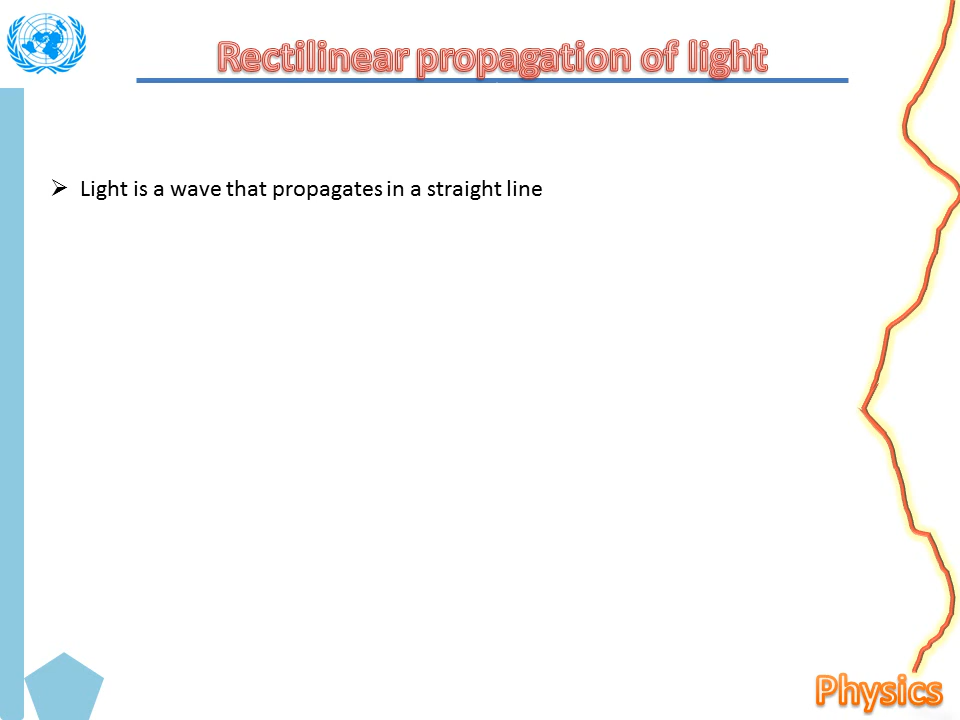 Rectilinear propagation of light
➢ Light is a wave that propagates in a straight line
Physics